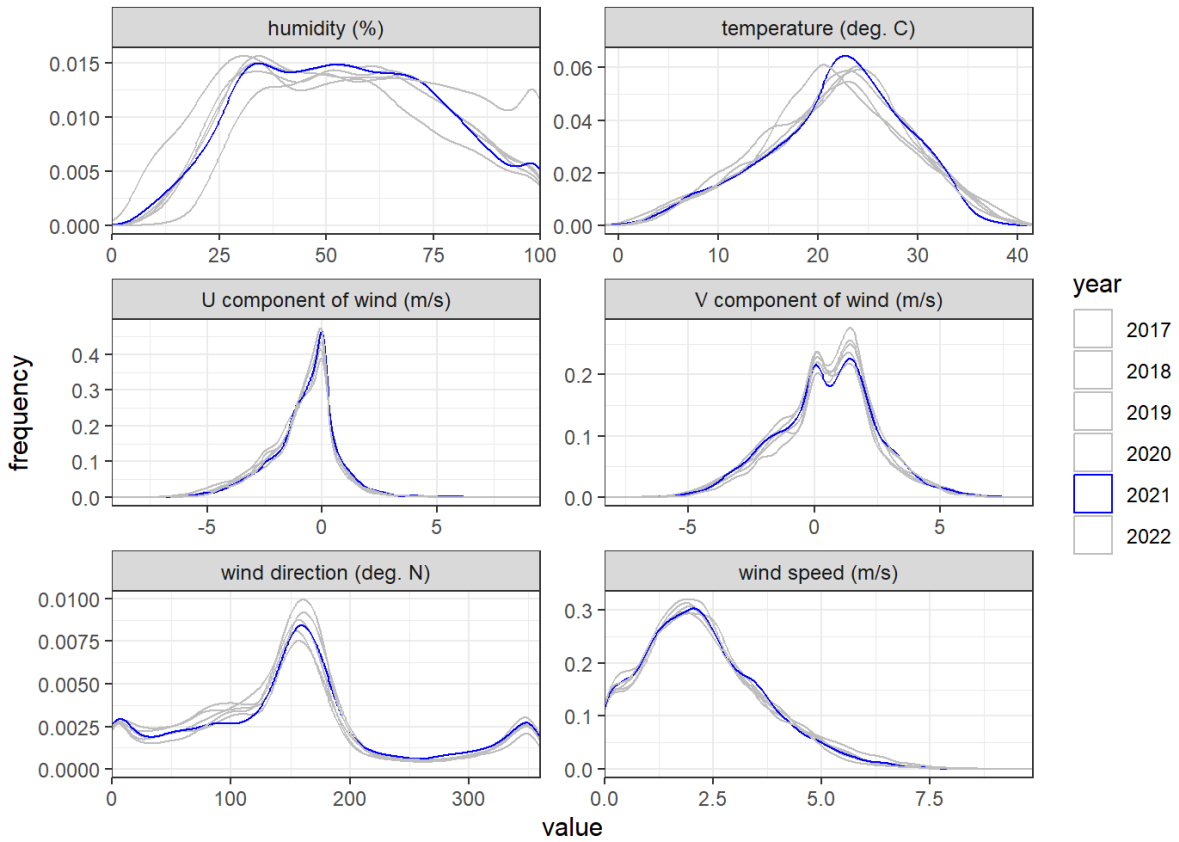 humidity (%)
temperature (deg. C)
0.015
0.010
0.005
0.000
0.06
0.04
0.02
0.00
0 25 50 75 100
0 10 20 30 40
U component of wind (m/s)
V component of wind (m/s)
0.4
0.3
0.2
0.1
0.0
0.2
0.1
0.0
-5 0 5
-5 0 5
wind direction (deg. N)
wind speed (m/s)
0.0100
0.0075
0.0050
0.0025
0.0000
0.3
0.2
0.1
0.0
0 100 200 300
0.0 2.5 5.0 7.5
frequency
value
year
2017
2018
2019
2020
2021
2022